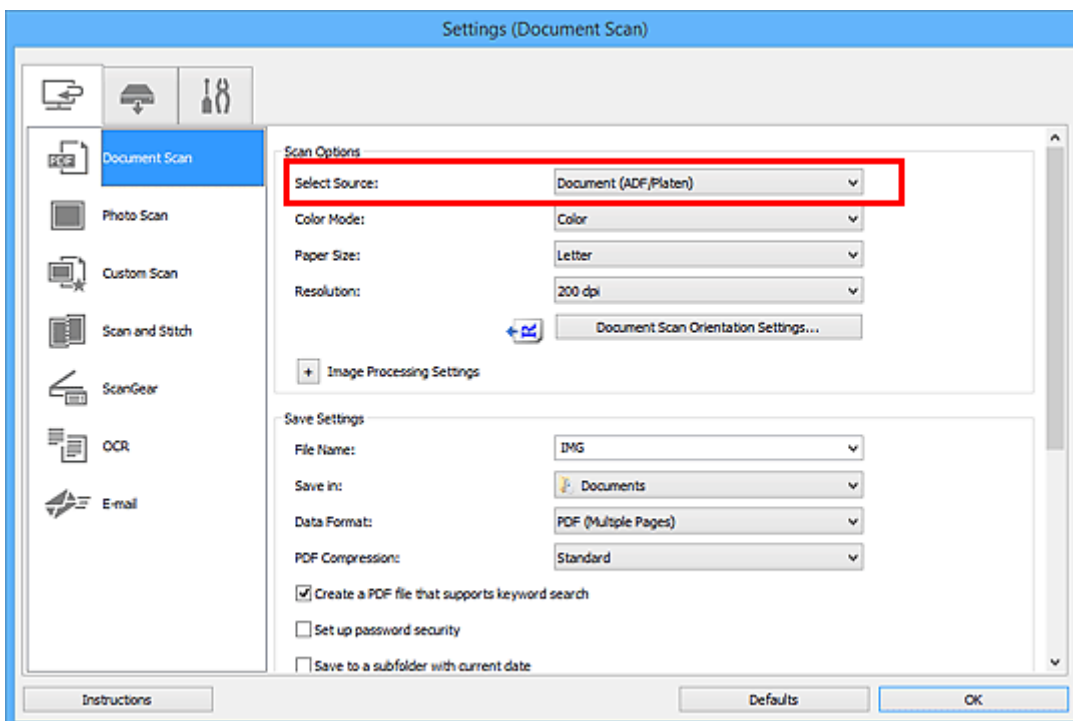 Settings (Document Scan)
PDF
Document Scan
Photo Scan
Custom Scan
Scan and Stitch
ScanGear
OCR
E-mail
Scan Options
Select Source: Document (ADF/Platen)
Color Mode: Color
Paper Size: Letter
Resolution: 200 dpi
R Document Scan Orientation Settings...
+ Image Processing Settings
Save Settings
File Name: IMG
Save in: Documents
Data Format: PDF (Multiple Pages)
PDF Compression: Standard
Create a PDF file that supports keyword search
Set up password security
Save to a subfolder with current date
Instructions Defaults OK